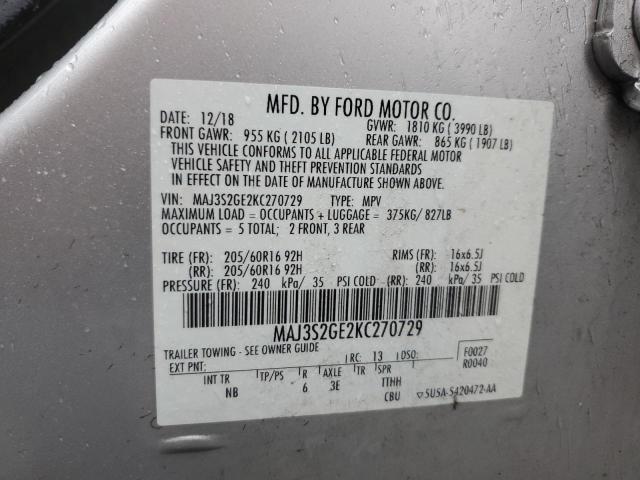 MFD. BY FORD MOTOR CO.
DATE: 12/18 GVWR: 1810 KG ( 3990 LB)
FRONT GAWR: 955 KG ( 2105 LB) REAR GAWR: 865 KG ( 1907 LB)
THIS VEHICLE CONFORMS TO ALL APPLICABLE FEDERAL MOTOR
VEHICLE SAFETY AND THEFT PREVENTION STANDARDS
IN EFFECT ON THE DATE OF MANUFACTURE SHOWN ABOVE.
VIN: MAJ3S2GE2KC270729 TYPE: MPV
MAXIMUM LOAD = OCCUPANTS + LUGGAGE = 375KG/ 827LB
OCCUPANTS = 5 TOTAL; 2 FRONT, 3 REAR
TIRE (FR): 205/60R16 92H RIMS (FR): 16x6.5J
(RR): 205/60R16 92H (RR): 16x6.5J
PRESSURE (FR): 240 kPa/ 35 PSI COLD (RR): 240 kPa/ 35 PSI COLD
MAJ3S2GE2KC270729
TRAILER TOWING - SEE OWNER GUIDE
EXT PNT: RC: 13 DSO: F0027
R0040
INT TR TP/PS R AXLE TR SPR
NB 6 3E TTHH
CBU 5U5A-S420472-AA